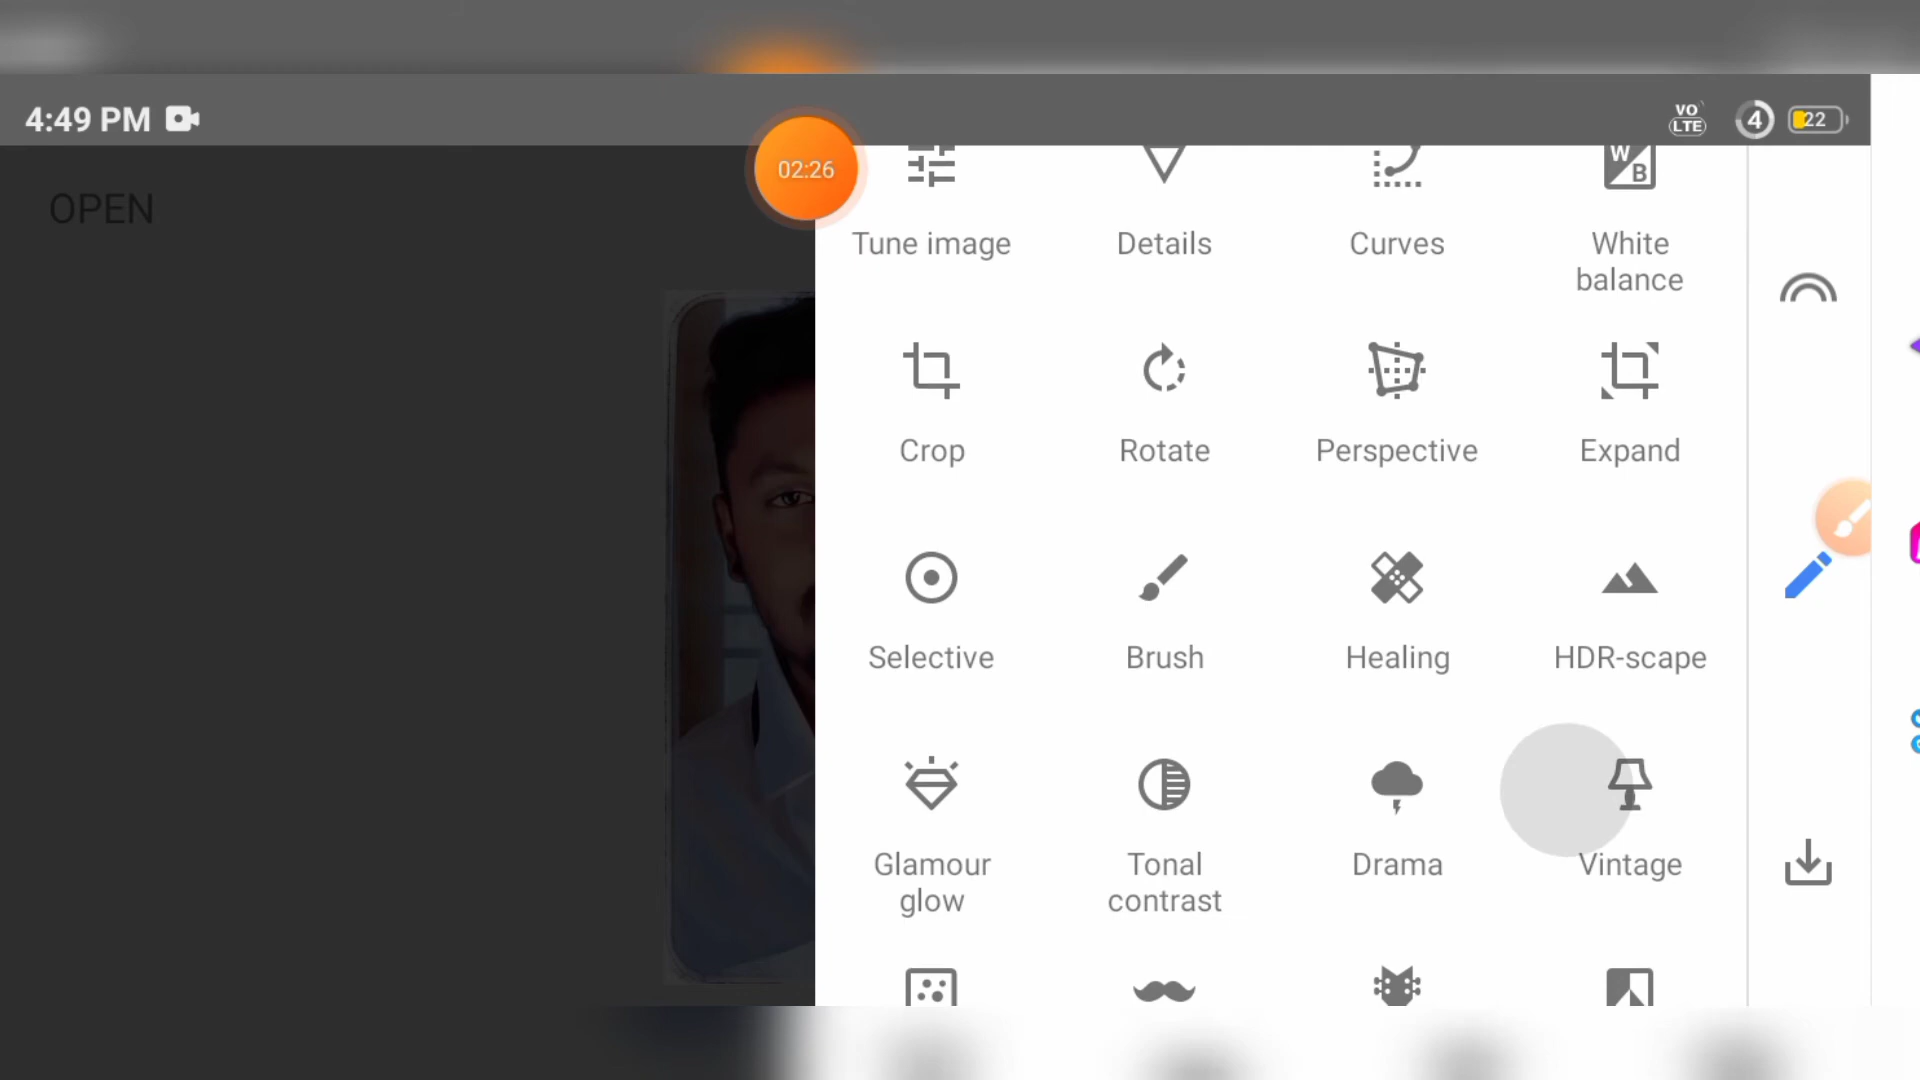 4:49 PM
VO
LTE
4
22
02:26
OPEN
W
B
Tune image
Details
Curves
White
balance
Crop
Rotate
Perspective
Expand
Selective
Brush
Healing
HDR-scape
Glamour
glow
Tonal
contrast
Drama
Vintage